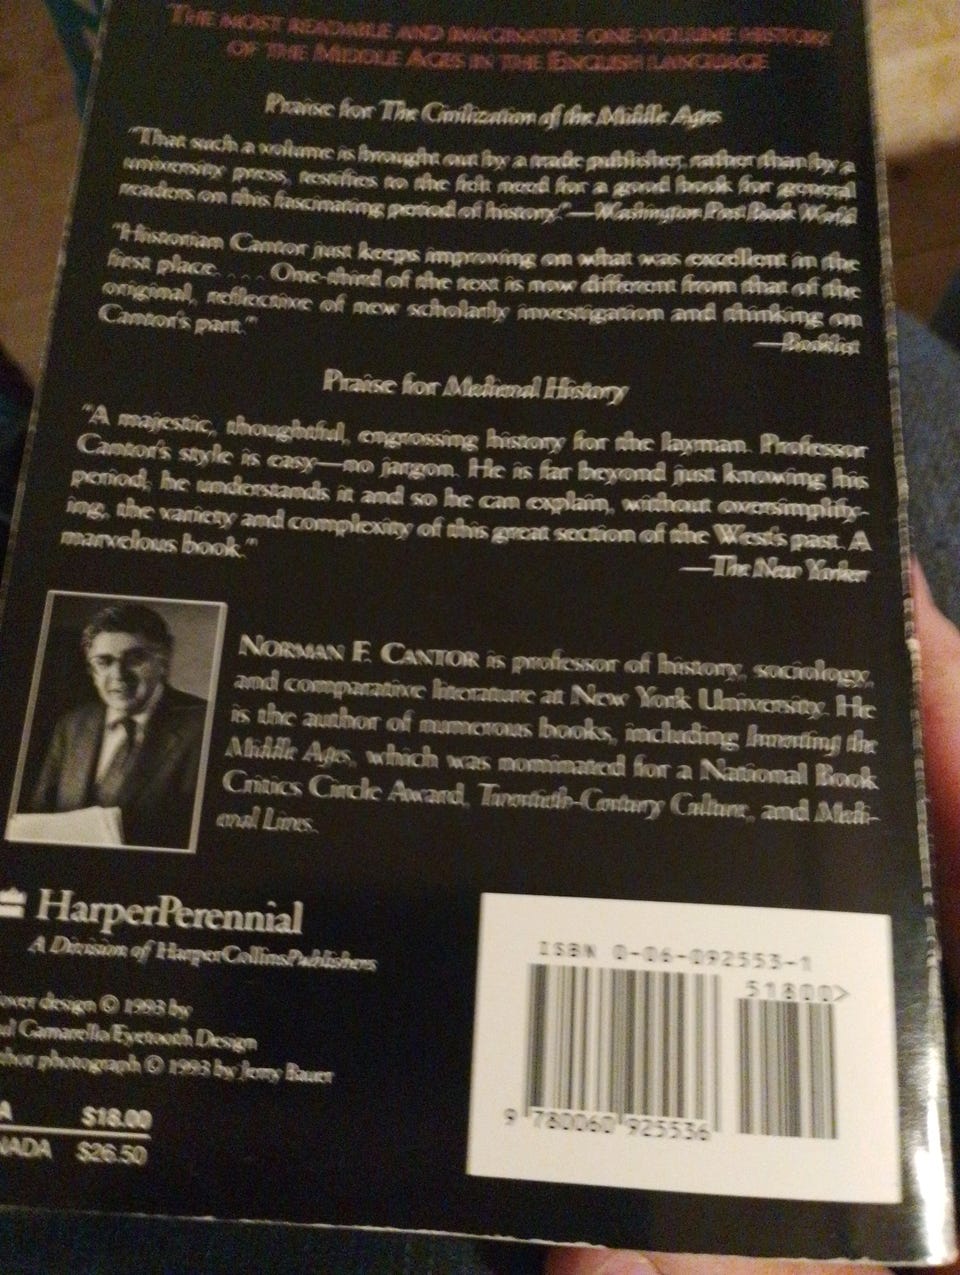 THE MOST READABLE AND IMAGINATIVE ONE-VOLUME HISTORY
OF THE MIDDLE AGES IN THE ENGLISH LANGUAGE
Praise for The Civilization of the Middle Ages
"That such a volume is brought out by a trade publisher, rather than by a
university press, testifies to the felt need for a good book for general
readers on this fascinating period of history."—Washington Post Book World
"Historian Cantor just keeps improving on what was excellent in the
first place. . . . One-third of the text is now different from that of the
original, reflective of new scholarly investigation and thinking on
Cantor's part."
—Booklist
Praise for Medieval History
"A majestic, thoughtful, engrossing history for the layman. Professor
Cantor's style is easy—no jargon. He is far beyond just knowing his
period; he understands it and so he can explain, without oversimplify-
ing, the variety and complexity of this great section of the West's past. A
marvelous book."
—The New Yorker
NORMAN F. CANTOR is professor of history, sociology,
and comparative literature at New York University. He
is the author of numerous books, including Inventing the
Middle Ages, which was nominated for a National Book
Critics Circle Award, Twentieth-Century Culture, and Medi-
eval Lives.
HarperPerennial
A Division of HarperCollinsPublishers
over design © 1993 by
ul Gamarello/Eyetooth Design
thor photograph © 1993 by Jerry Bauer
A $18.00
NADA $26.50
ISBN 0-06-092553-1
51800>
9 780060 925536